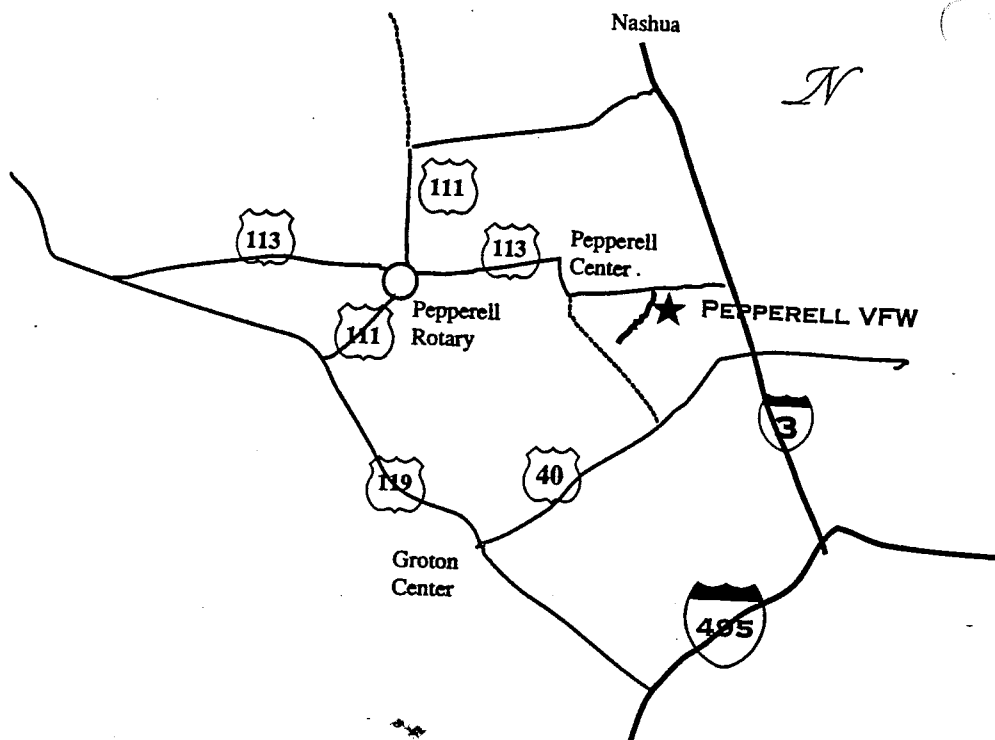 Nashua
N
111
113
113
Pepperell
Center .
Pepperell
Rotary
PEPPERELL VFW
111
3
119
40
Groton
Center
495